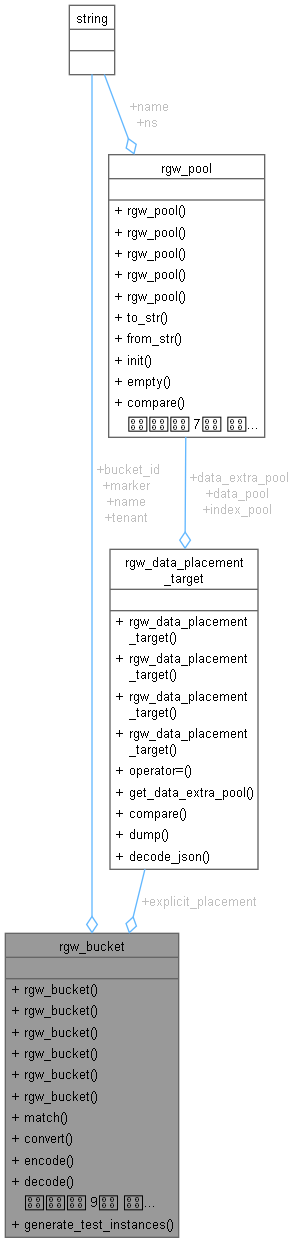 string
+name
+ns
rgw_pool
+ rgw_pool()
+ rgw_pool()
+ rgw_pool()
+ rgw_pool()
+ rgw_pool()
+ to_str()
+ from_str()
+ init()
+ empty()
+ compare()
7 ...
+bucket_id
+marker
+name
+tenant
+data_extra_pool
+data_pool
+index_pool
rgw_data_placement
_target
+ rgw_data_placement
_target()
+ rgw_data_placement
_target()
+ rgw_data_placement
_target()
+ rgw_data_placement
_target()
+ operator=()
+ get_data_extra_pool()
+ compare()
+ dump()
+ decode_json()
+explicit_placement
rgw_bucket
+ rgw_bucket()
+ rgw_bucket()
+ rgw_bucket()
+ rgw_bucket()
+ rgw_bucket()
+ rgw_bucket()
+ match()
+ convert()
+ encode()
+ decode()
9 ...
+ generate_test_instances()